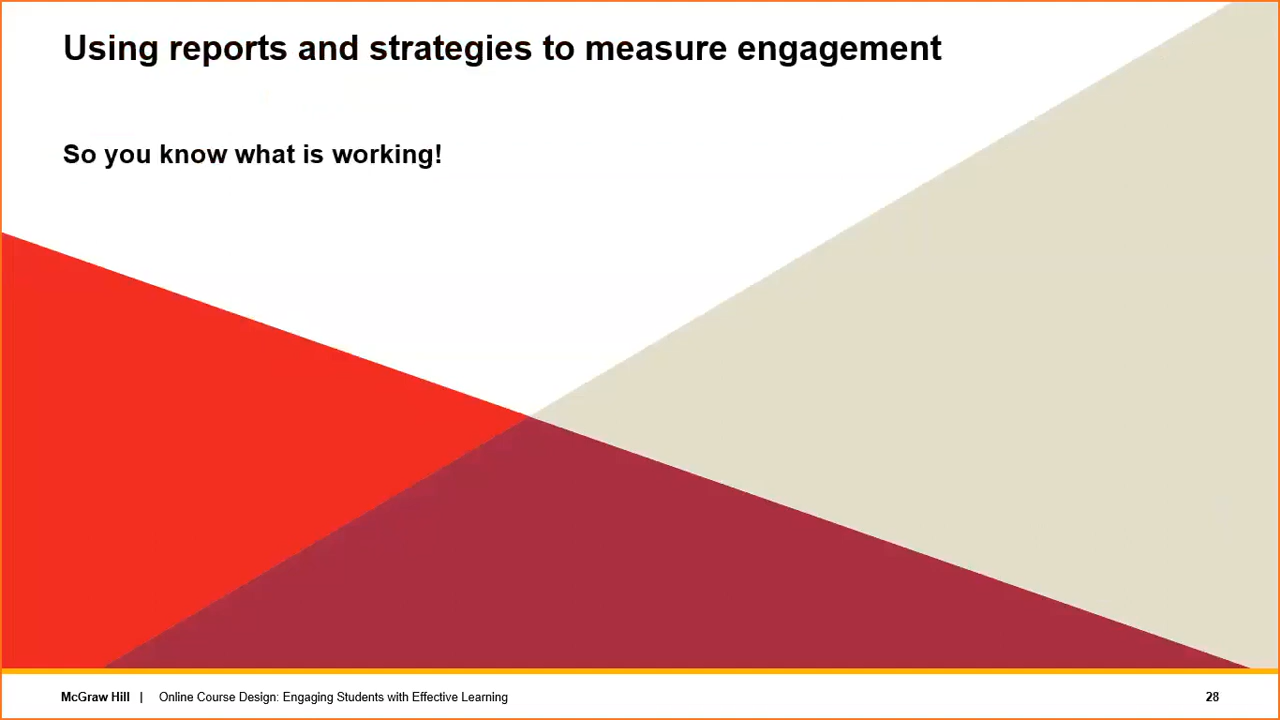 Using reports and strategies to measure engagement
So you know what is working!
McGraw Hill | Online Course Design: Engaging Students with Effective Learning 28